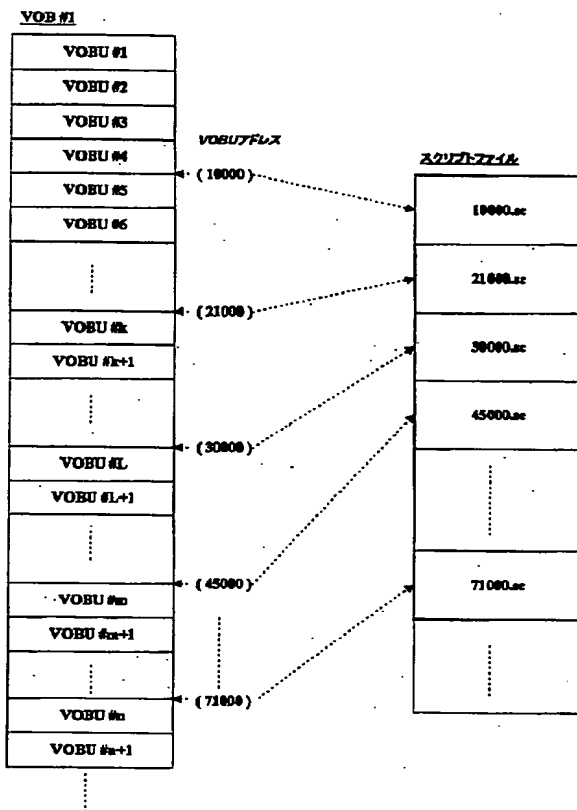 VOB #1
VOBU #1
VOBU #2
VOBU #3
VOBU #4
VOBU #5
VOBU #6
VOBU #k
VOBU #k+1
VOBU #L
VOBU #L+1
VOBU #m
VOBU #m+1
VOBU #n
VOBU #n+1
VOBUアドレス
( 10000 )
( 21000 )
( 30000 )
( 45000 )
( 71000 )
スクリプトファイル
10000.sc
21000.sc
30000.sc
45000.sc
71000.sc